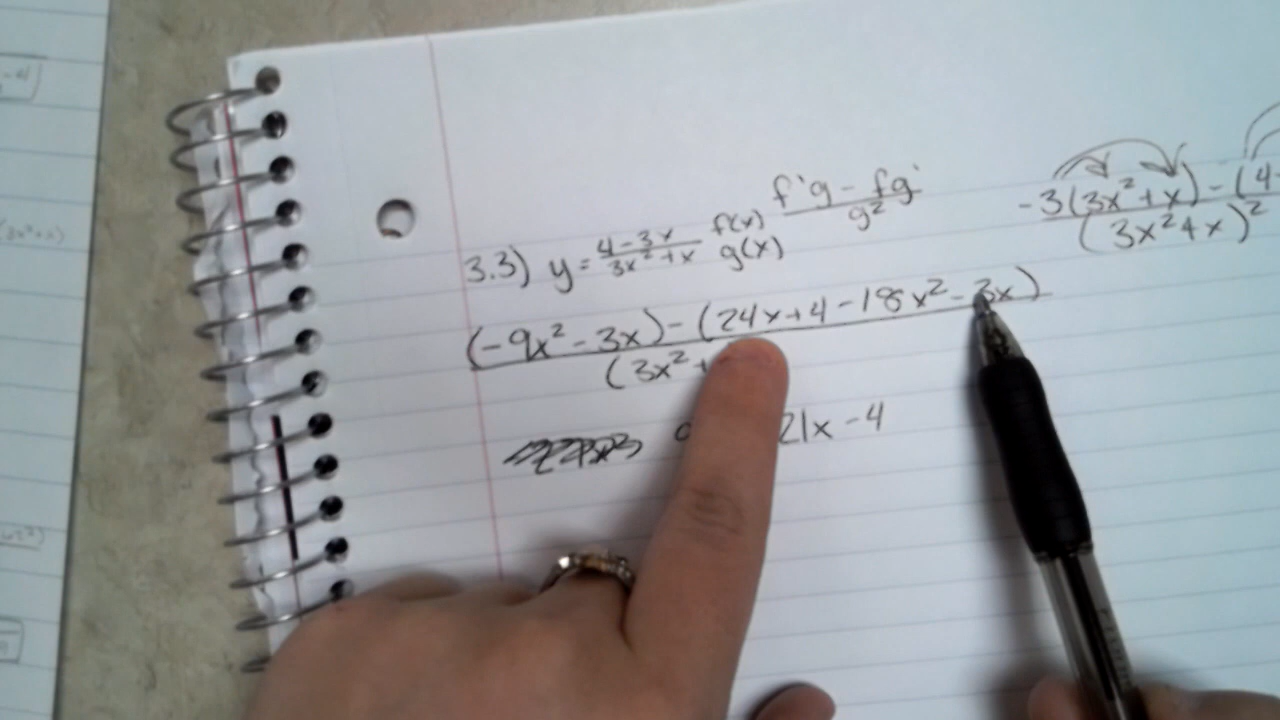 f'g - fg'
g²
3.3) y = 4-3x f(x)
3x²+x g(x)
-3(3x²+x) - (4-
(3x²4x)²
(-9x²-3x) - (24x+4-18x²-3x)
(3x²+
21x-4